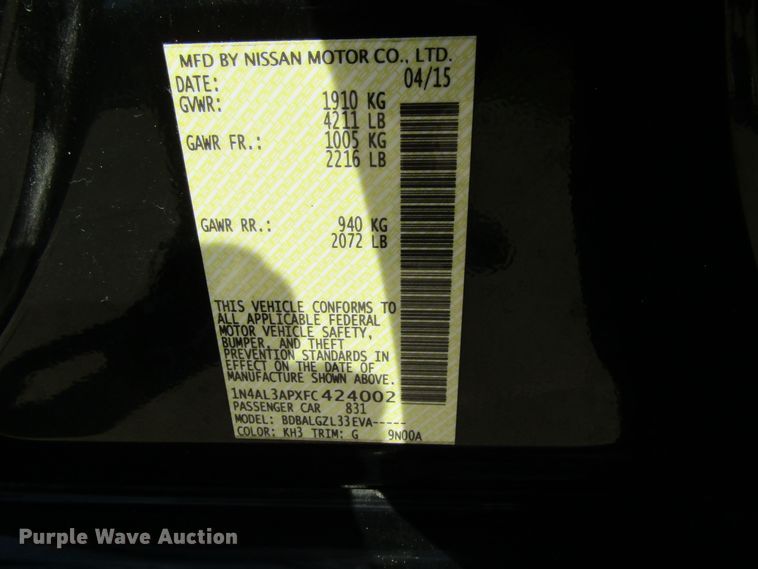 MFD BY NISSAN MOTOR CO., LTD.
DATE: 04/15
GVWR: 1910 KG
4211 LB
GAWR FR.: 1005 KG
2216 LB
GAWR RR.: 940 KG
2072 LB
THIS VEHICLE CONFORMS TO
ALL APPLICABLE FEDERAL
MOTOR VEHICLE SAFETY,
BUMPER, AND THEFT
PREVENTION STANDARDS IN
EFFECT ON THE DATE OF
MANUFACTURE SHOWN ABOVE.
1N4AL3APXFC424002
PASSENGER CAR 831
MODEL: BDBALGZL33EVA-----
COLOR: KH3 TRIM: G 9N00A
Purple Wave Auction